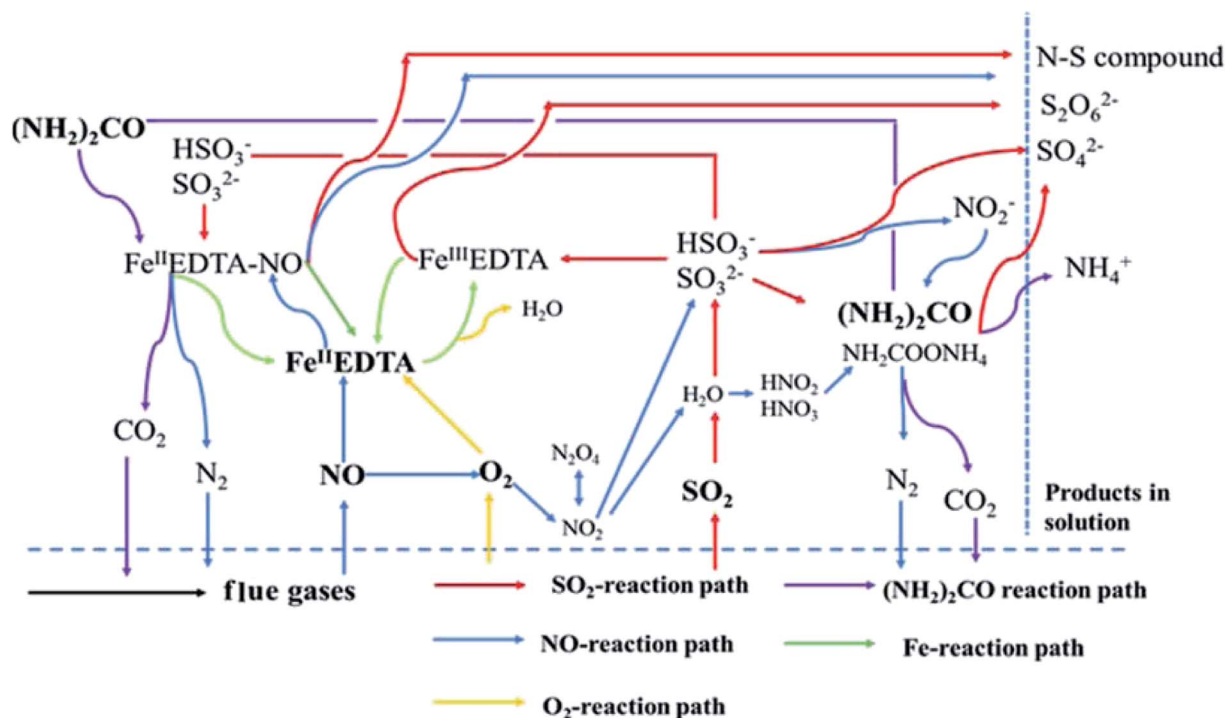 N-S compound
S₂O₆²⁻
(NH₂)₂CO
HSO₃⁻
SO₃²⁻
SO₄²⁻
NO₂⁻
FeᴵᴵEDTA-NO
FeᴵᴵᴵEDTA
HSO₃⁻
SO₃²⁻
NH₄⁺
H₂O
(NH₂)₂CO
NH₂COONH₄
FeᴵᴵEDTA
H₂O
HNO₂
HNO₃
CO₂
N₂
NO
O₂
N₂O₄
NO₂
SO₂
N₂
CO₂
Products in
solution
flue gases
SO₂-reaction path
(NH₂)₂CO reaction path
NO-reaction path
Fe-reaction path
O₂-reaction path